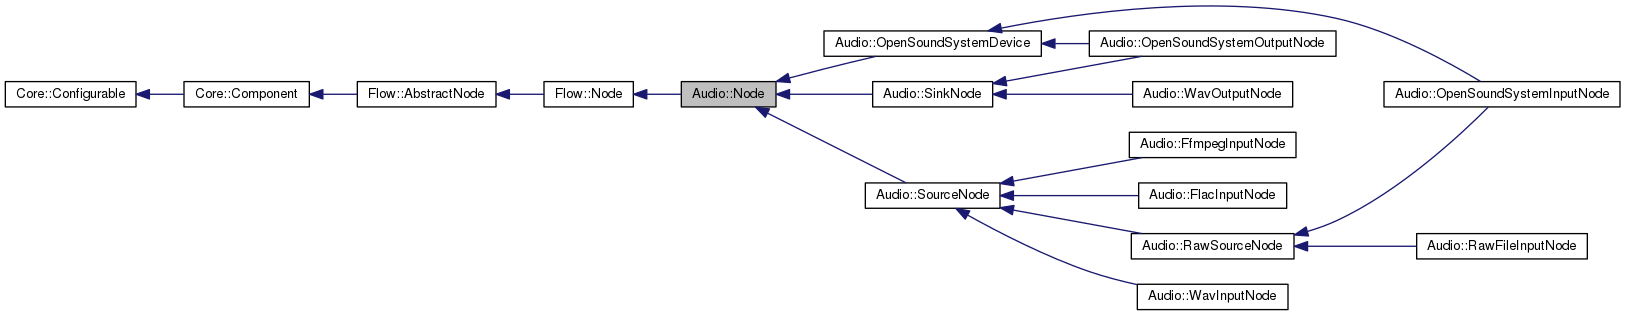 Audio::OpenSoundSystemDevice
Audio::OpenSoundSystemOutputNode
Core::Configurable
Core::Component
Flow::AbstractNode
Flow::Node
Audio::Node
Audio::SinkNode
Audio::WavOutputNode
Audio::OpenSoundSystemInputNode
Audio::FfmpegInputNode
Audio::SourceNode
Audio::FlacInputNode
Audio::RawSourceNode
Audio::RawFileInputNode
Audio::WavInputNode